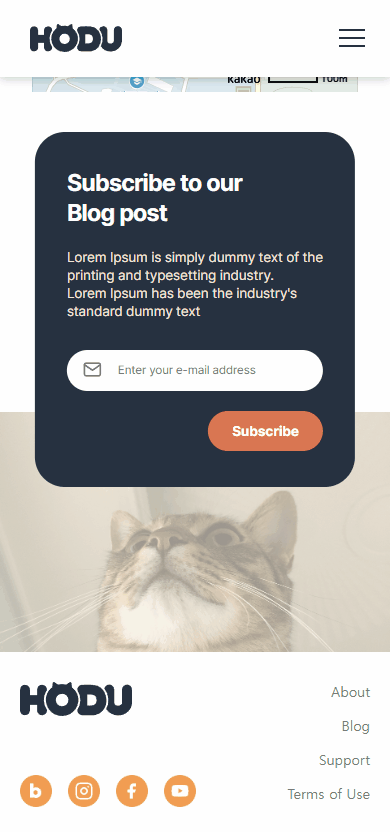 HODU
kakao 100m
Subscribe to our
Blog post
Lorem Ipsum is simply dummy text of the
printing and typesetting industry.
Lorem Ipsum has been the industry's
standard dummy text
Enter your e-mail address
Subscribe
HODU
About
Blog
Support
Terms of Use